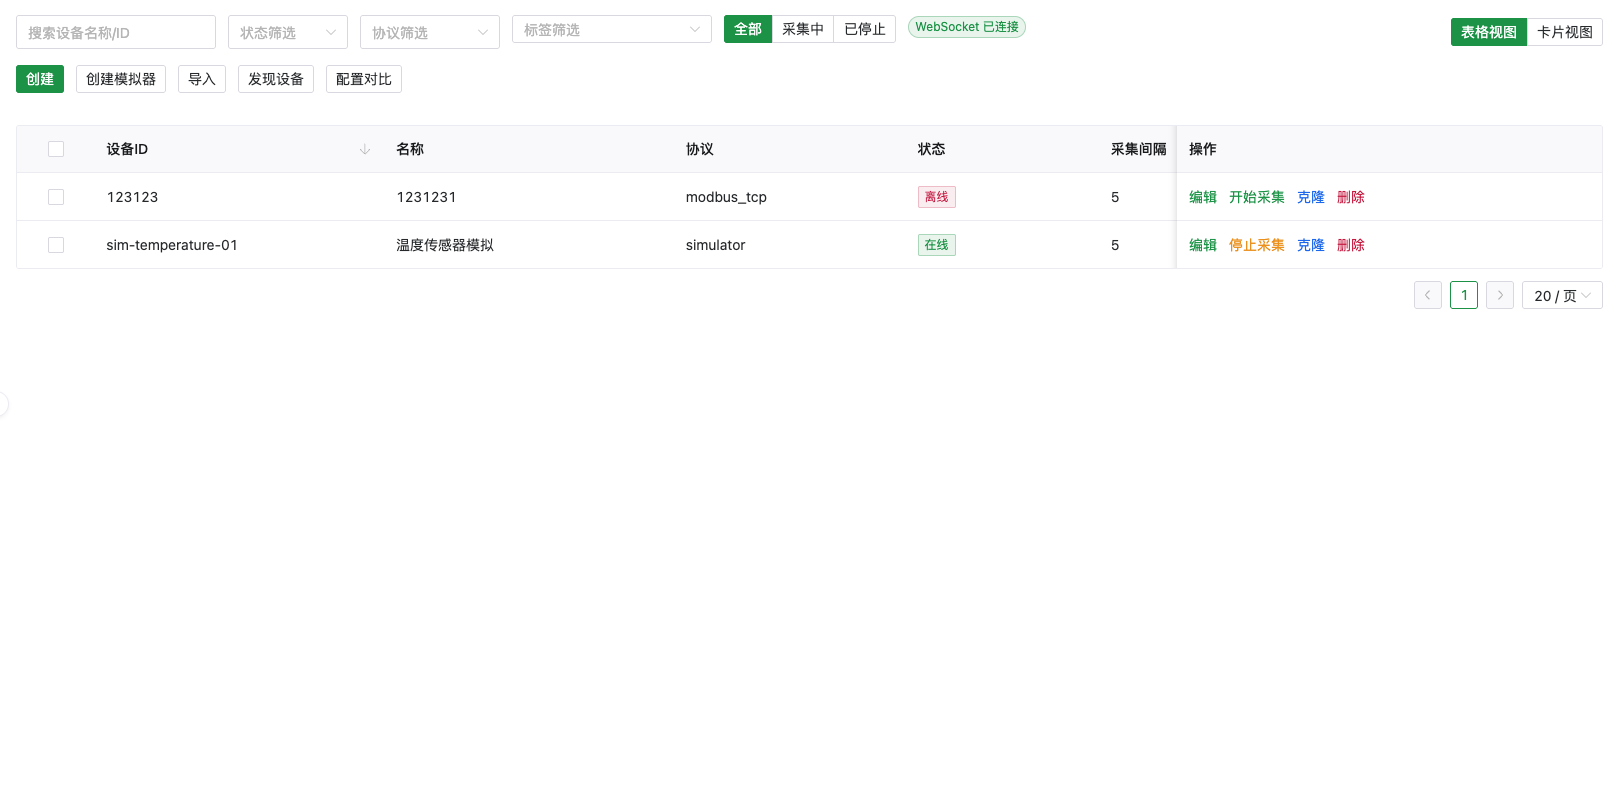 搜索设备名称/ID 状态筛选 协议筛选 标签筛选 全部 采集中 已停止 WebSocket 已连接 表格视图 卡片视图
创建 创建模拟器 导入 发现设备 配置对比
设备ID 名称 协议 状态 采集间隔 操作
123123 1231231 modbus_tcp 离线 5 编辑 开始采集 克隆 删除
sim-temperature-01 温度传感器模拟 simulator 在线 5 编辑 停止采集 克隆 删除
1 20 / 页